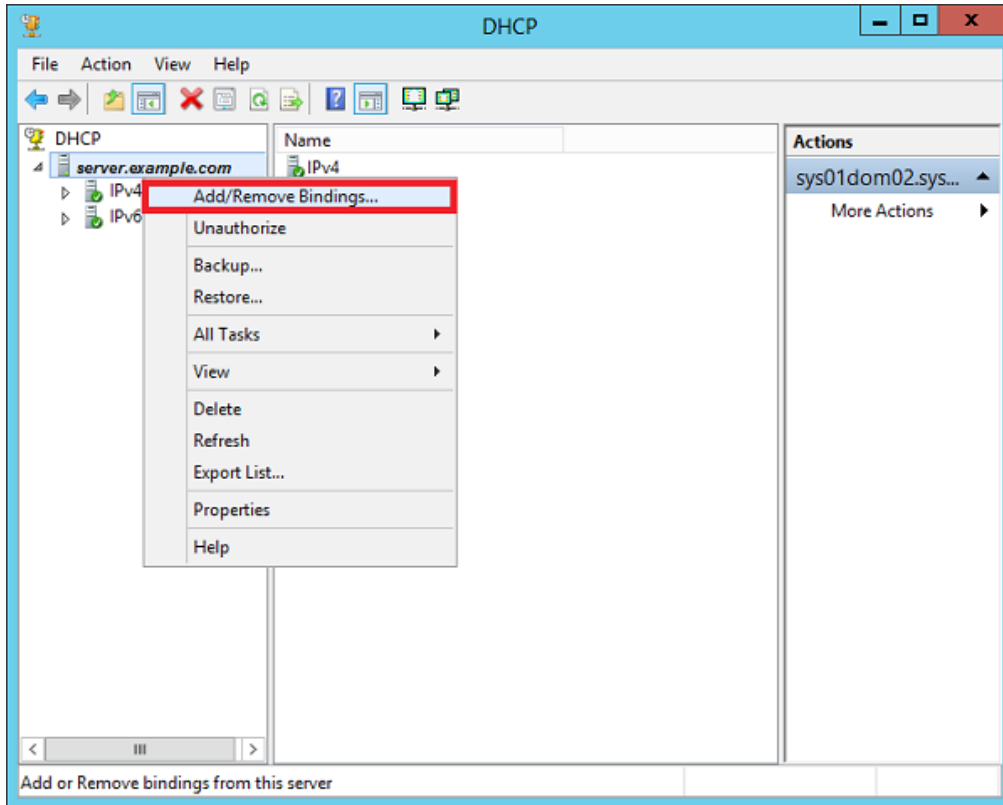 DHCP
File Action View Help
DHCP
server.example.com
IPv4
IPv6
Name
IPv4
Add/Remove Bindings...
Unauthorize
Backup...
Restore...
All Tasks
View
Delete
Refresh
Export List...
Properties
Help
Actions
sys01dom02.sys...
More Actions
Add or Remove bindings from this server